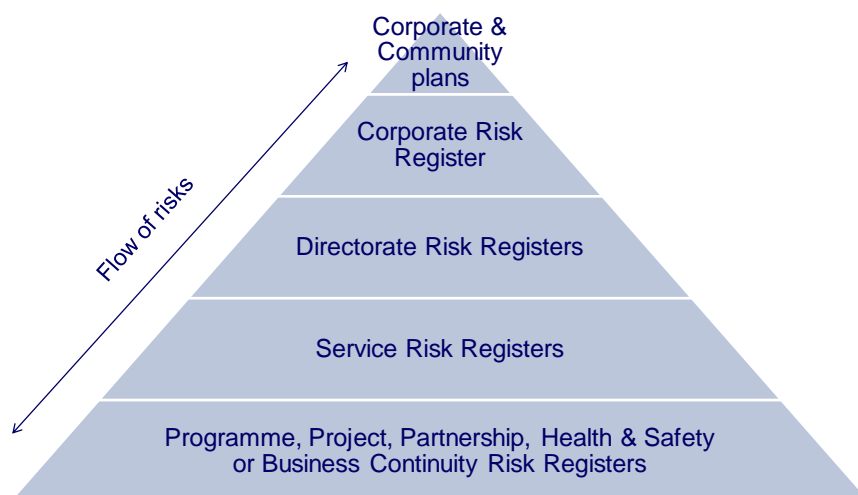 Corporate &
Community
plans
Corporate Risk
Register
Flow of risks
Directorate Risk Registers
Service Risk Registers
Programme, Project, Partnership, Health & Safety
or Business Continuity Risk Registers